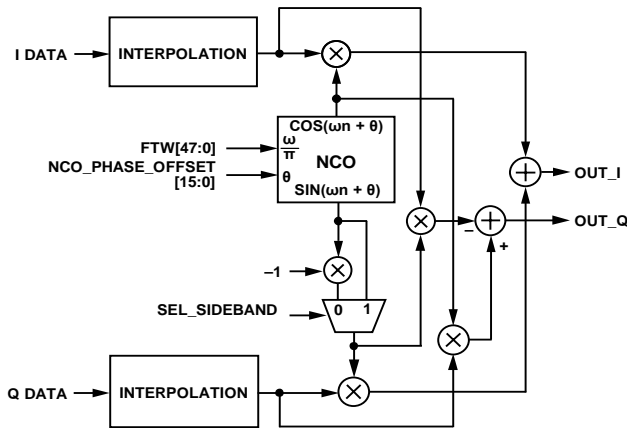 I DATA
INTERPOLATION
COS(ωn + θ)
FTW[47:0]
ω
π
NCO
NCO_PHASE_OFFSET
[15:0]
θ
SIN(ωn + θ)
OUT_I
OUT_Q
–
+
–1
0 1
SEL_SIDEBAND
Q DATA
INTERPOLATION